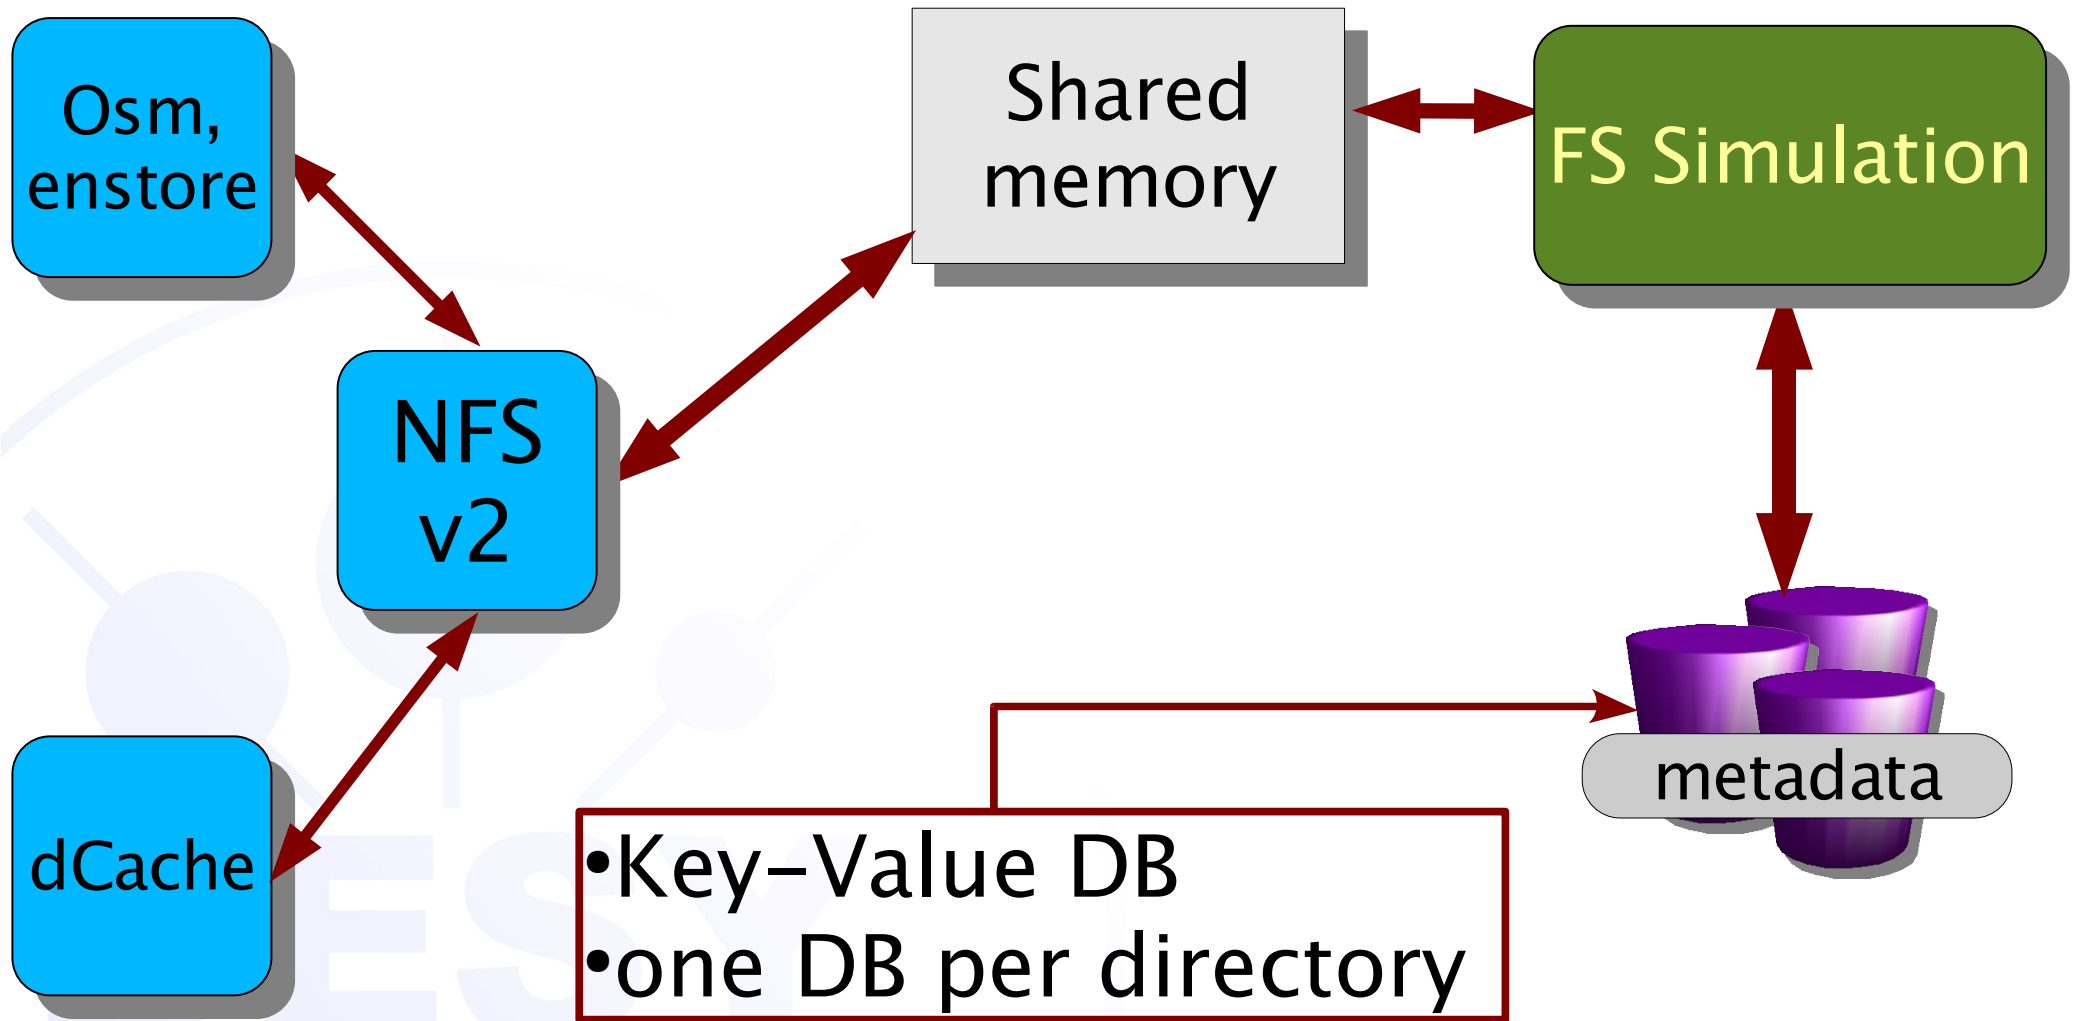 Osm,
enstore
Shared
memory
FS Simulation
NFS
v2
metadata
dCache
•Key-Value DB
•one DB per directory